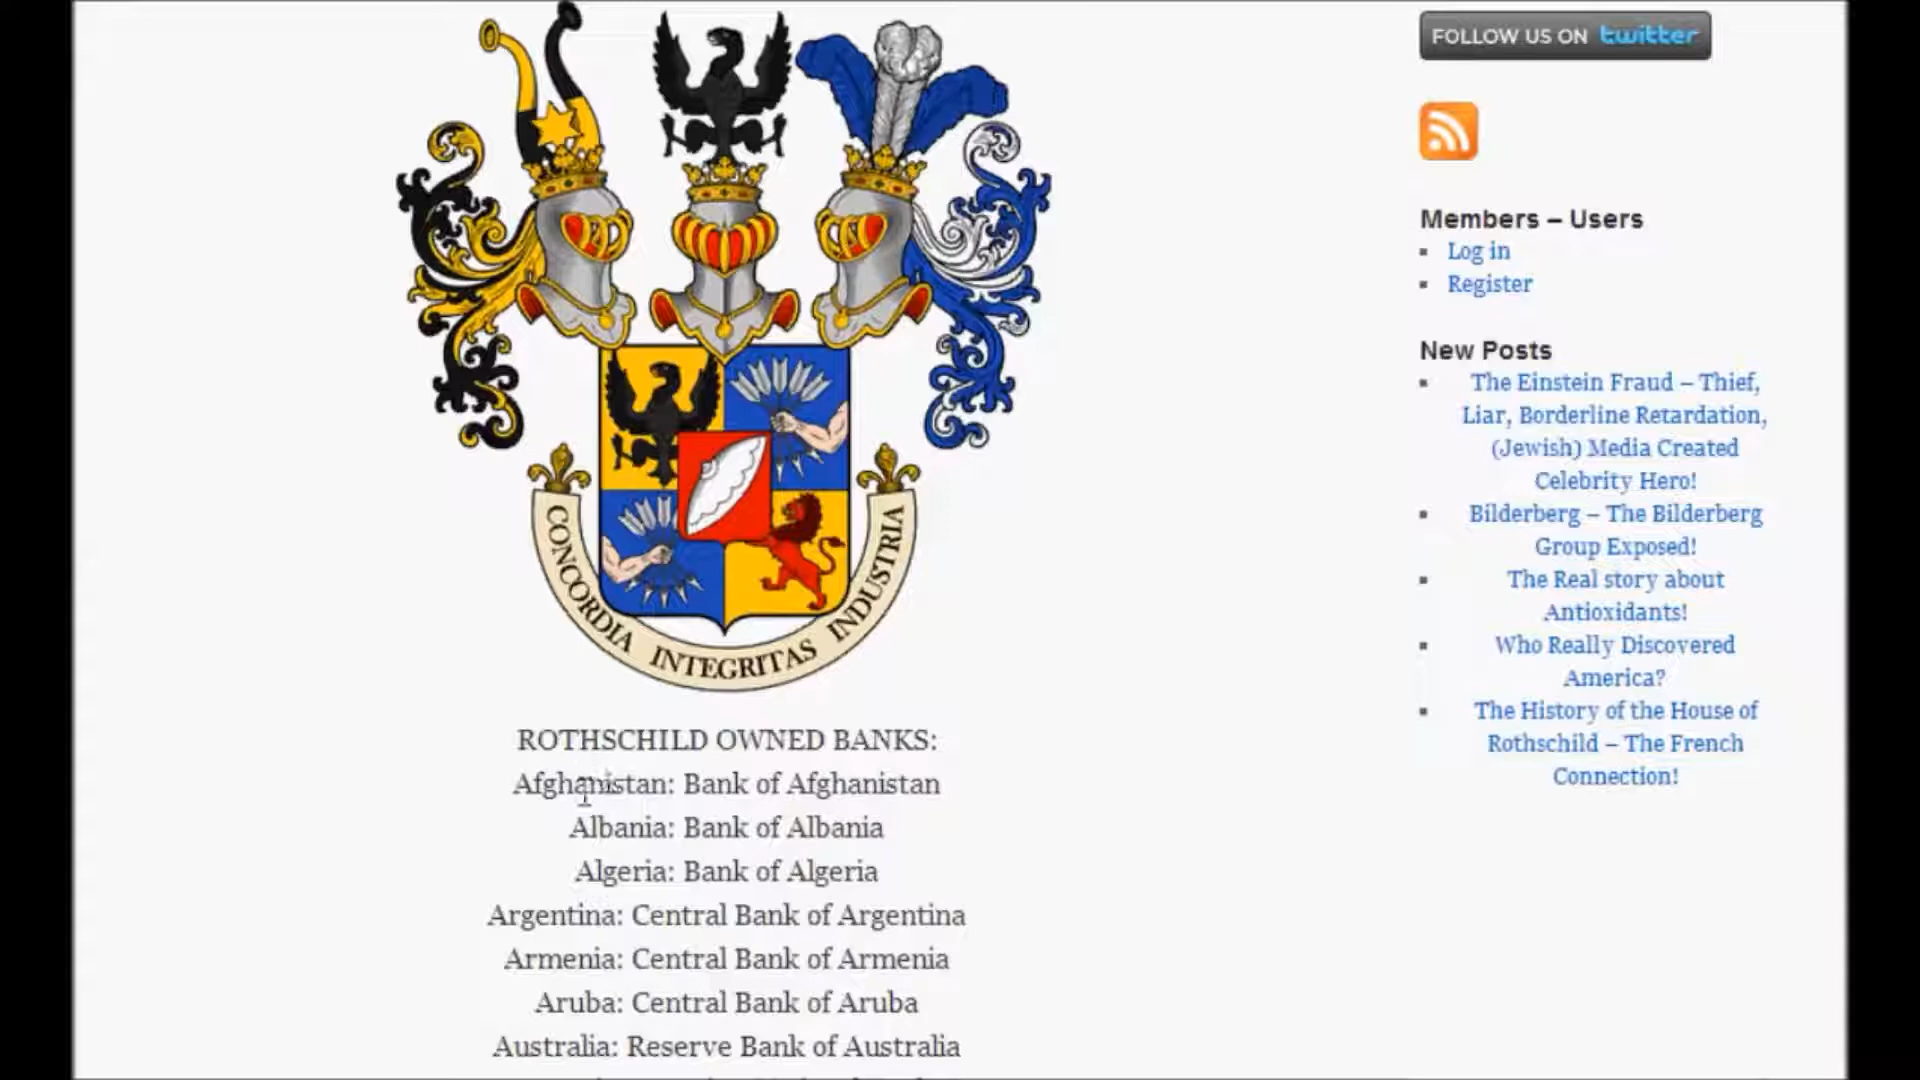 FOLLOW US ON twitter
Members – Users
Log in
Register
New Posts
The Einstein Fraud – Thief,
Liar, Borderline Retardation,
(Jewish) Media Created
Celebrity Hero!
Bilderberg – The Bilderberg
Group Exposed!
The Real story about
Antioxidants!
Who Really Discovered
America?
The History of the House of
Rothschild – The French
Connection!
CONCORDIA INTEGRITAS INDUSTRIA
ROTHSCHILD OWNED BANKS:
Afghanistan: Bank of Afghanistan
Albania: Bank of Albania
Algeria: Bank of Algeria
Argentina: Central Bank of Argentina
Armenia: Central Bank of Armenia
Aruba: Central Bank of Aruba
Australia: Reserve Bank of Australia